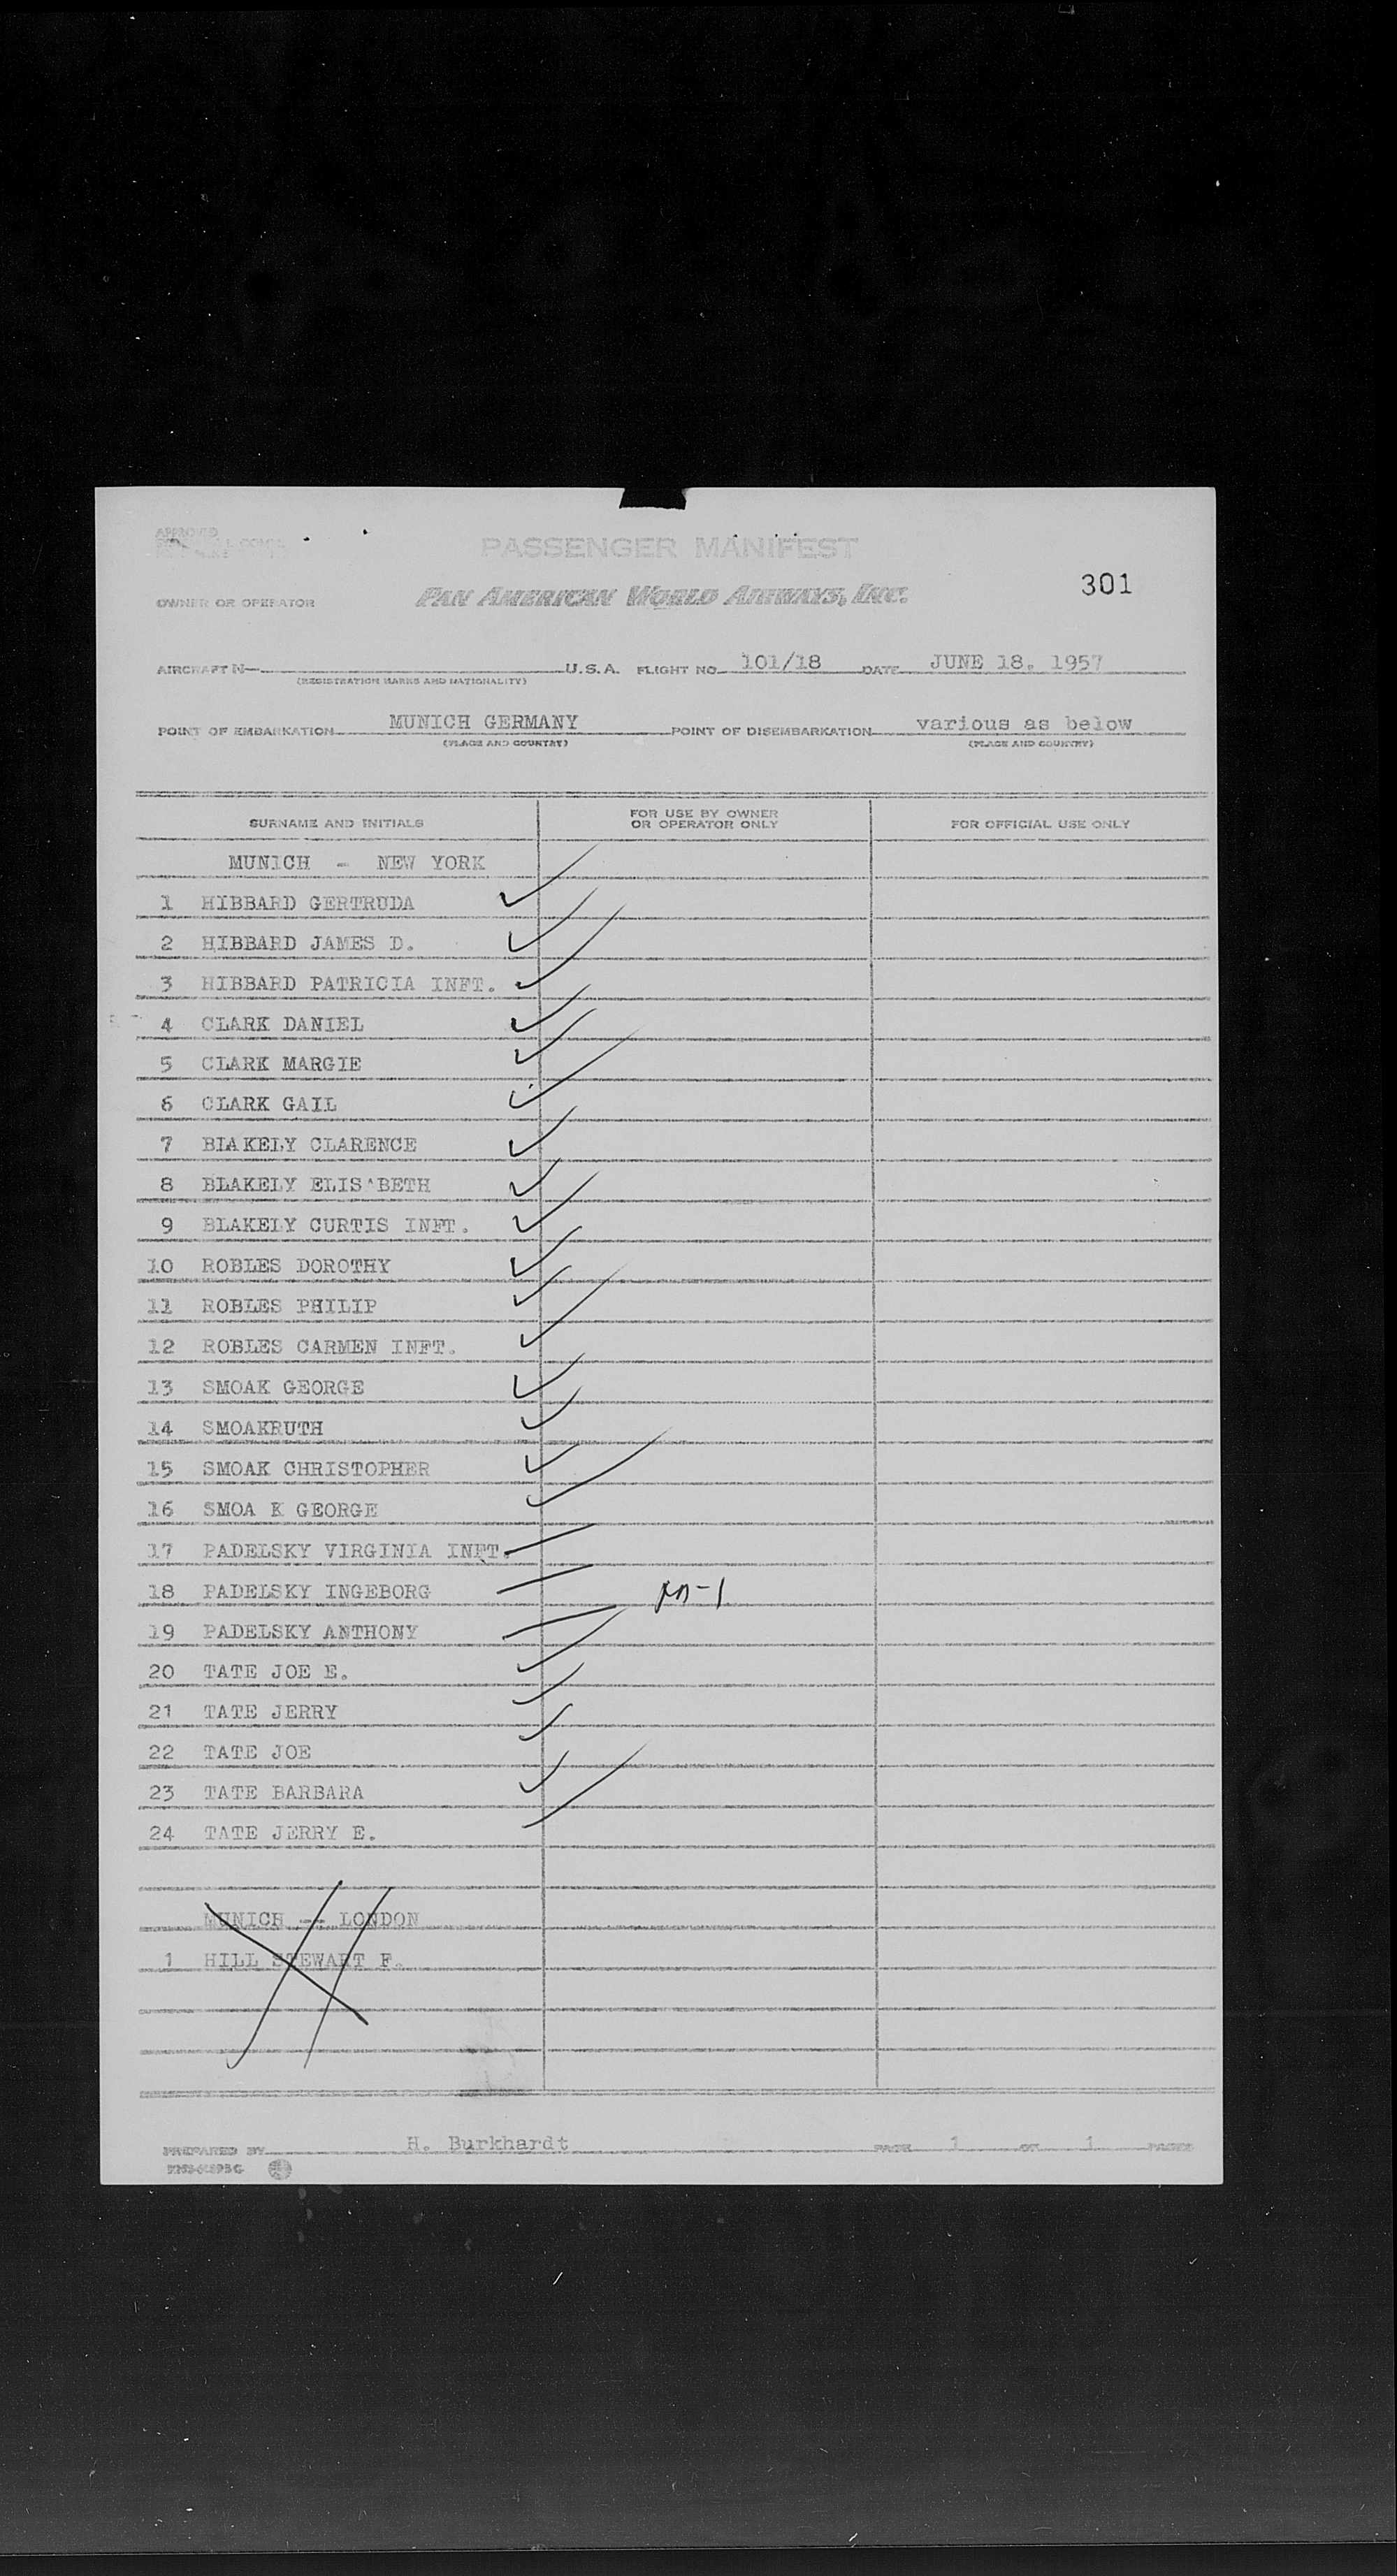 APPROVED
PASSENGER MANIFEST
301
OWNER OR OPERATOR PAN AMERICAN WORLD AIRWAYS, INC.
AIRCRAFT N- U.S.A. FLIGHT NO. 101/18 DATE JUNE 18. 1957
(REGISTRATION MARKS AND NATIONALITY)
POINT OF EMBARKATION MUNICH GERMANY POINT OF DISEMBARKATION various as below
(PLACE AND COUNTRY) (PLACE AND COUNTRY)
SURNAME AND INITIALS FOR USE BY OWNER OR OPERATOR ONLY FOR OFFICIAL USE ONLY
MUNICH - NEW YORK
1 HIBBARD GERTRUDA
2 HIBBARD JAMES D.
3 HIBBARD PATRICIA INFT.
4 CLARK DANIEL
5 CLARK MARGIE
6 CLARK GAIL
7 BLAKELY CLARENCE
8 BLAKELY ELIS'BETH
9 BLAKELY CURTIS INFT.
10 ROBLES DOROTHY
11 ROBLES PHILIP
12 ROBLES CARMEN INFT.
13 SMOAK GEORGE
14 SMOAKRUTH
15 SMOAK CHRISTOPHER
16 SMOA K GEORGE
17 PADELSKY VIRGINIA INFT.
18 PADELSKY INGEBORG
19 PADELSKY ANTHONY
20 TATE JOE E.
21 TATE JERRY
22 TATE JOE
23 TATE BARBARA
24 TATE JERRY E.
MUNICH -- LONDON
1 HILL STEWART F.
PREPARED BY H. Burkhardt PAGE 1 OF 1 PAGES